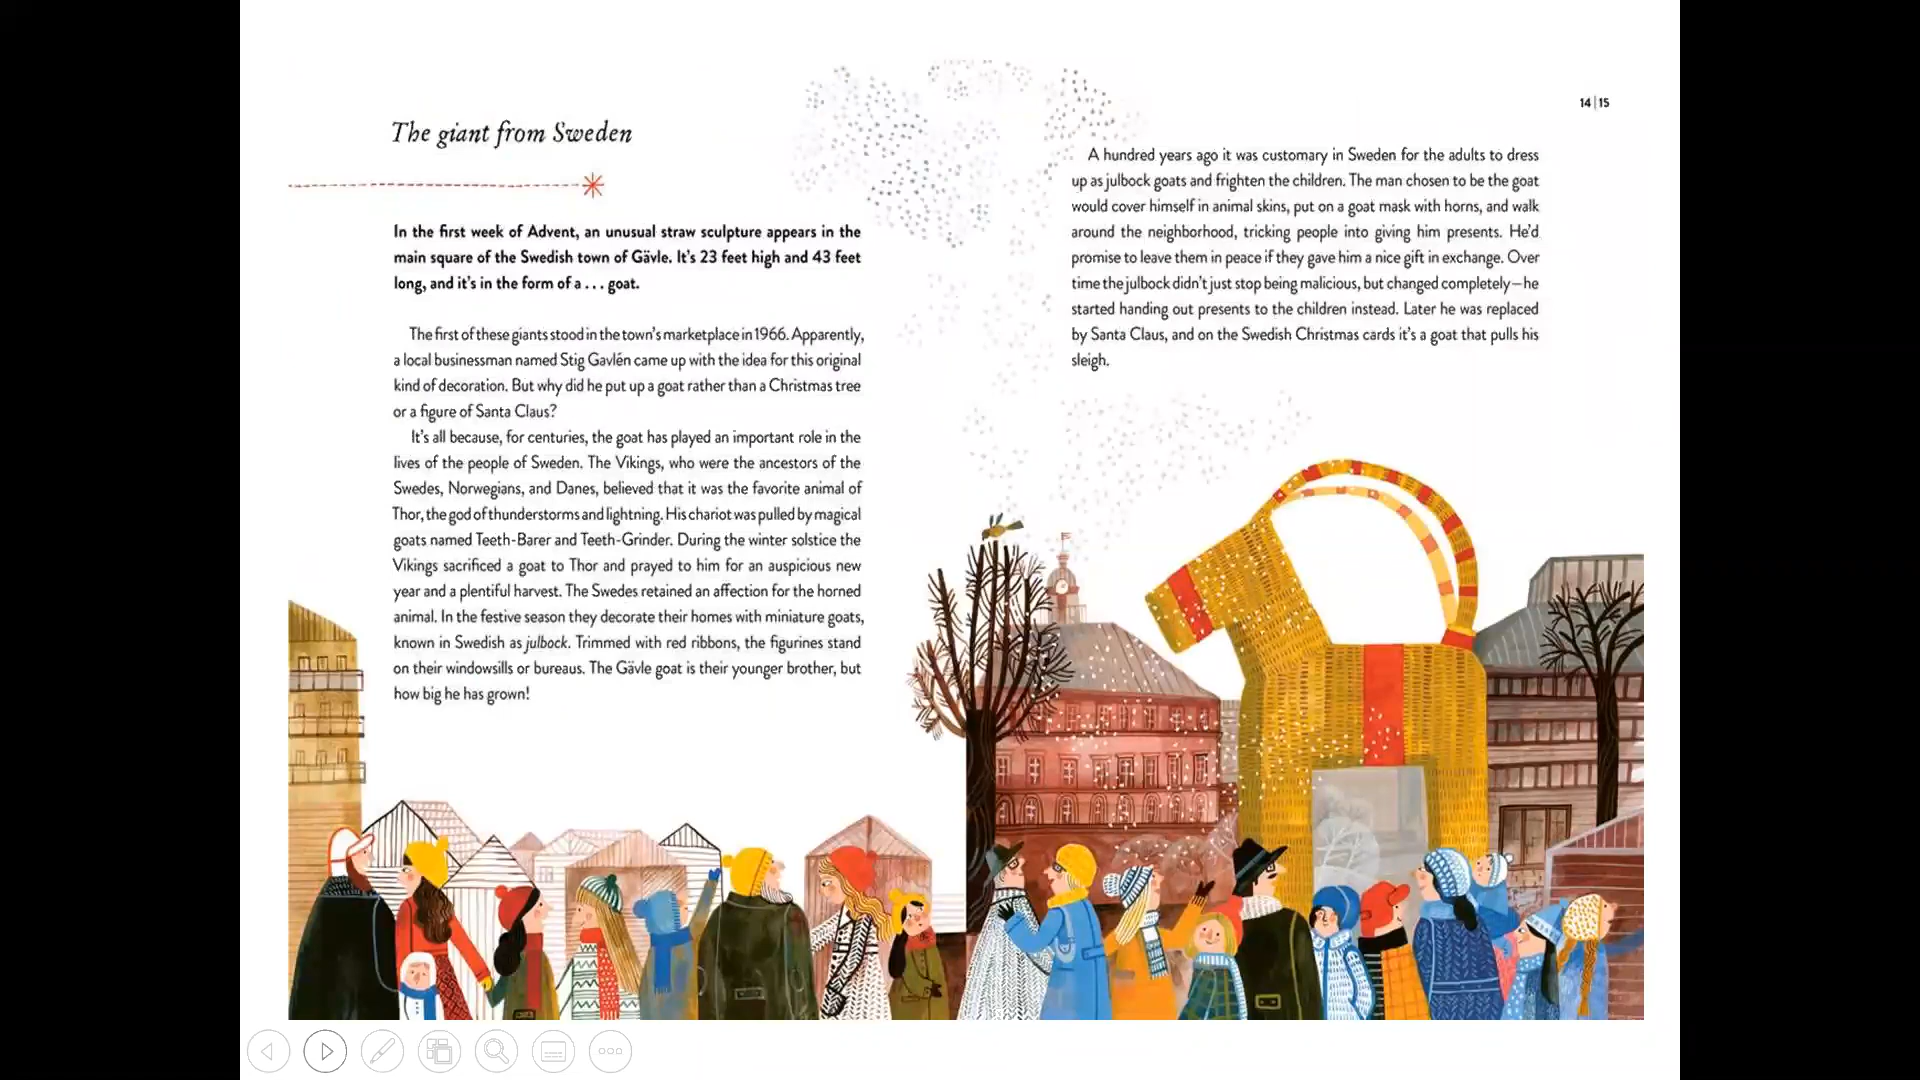 The giant from Sweden
In the first week of Advent, an unusual straw sculpture appears in the
main square of the Swedish town of Gävle. It's 23 feet high and 43 feet
long, and it's in the form of a . . . goat.
The first of these giants stood in the town's marketplace in 1966. Apparently,
a local businessman named Stig Gavlén came up with the idea for this original
kind of decoration. But why did he put up a goat rather than a Christmas tree
or a figure of Santa Claus?
It's all because, for centuries, the goat has played an important role in the
lives of the people of Sweden. The Vikings, who were the ancestors of the
Swedes, Norwegians, and Danes, believed that it was the favorite animal of
Thor, the god of thunderstorms and lightning. His chariot was pulled by magical
goats named Teeth-Barer and Teeth-Grinder. During the winter solstice the
Vikings sacrificed a goat to Thor and prayed to him for an auspicious new
year and a plentiful harvest. The Swedes retained an affection for the horned
animal. In the festive season they decorate their homes with miniature goats,
known in Swedish as julbock. Trimmed with red ribbons, the figurines stand
on their windowsills or bureaus. The Gävle goat is their younger brother, but
how big he has grown!
14|15
A hundred years ago it was customary in Sweden for the adults to dress
up as julbock goats and frighten the children. The man chosen to be the goat
would cover himself in animal skins, put on a goat mask with horns, and walk
around the neighborhood, tricking people into giving him presents. He'd
promise to leave them in peace if they gave him a nice gift in exchange. Over
time the julbock didn't just stop being malicious, but changed completely—he
started handing out presents to the children instead. Later he was replaced
by Santa Claus, and on the Swedish Christmas cards it's a goat that pulls his
sleigh.